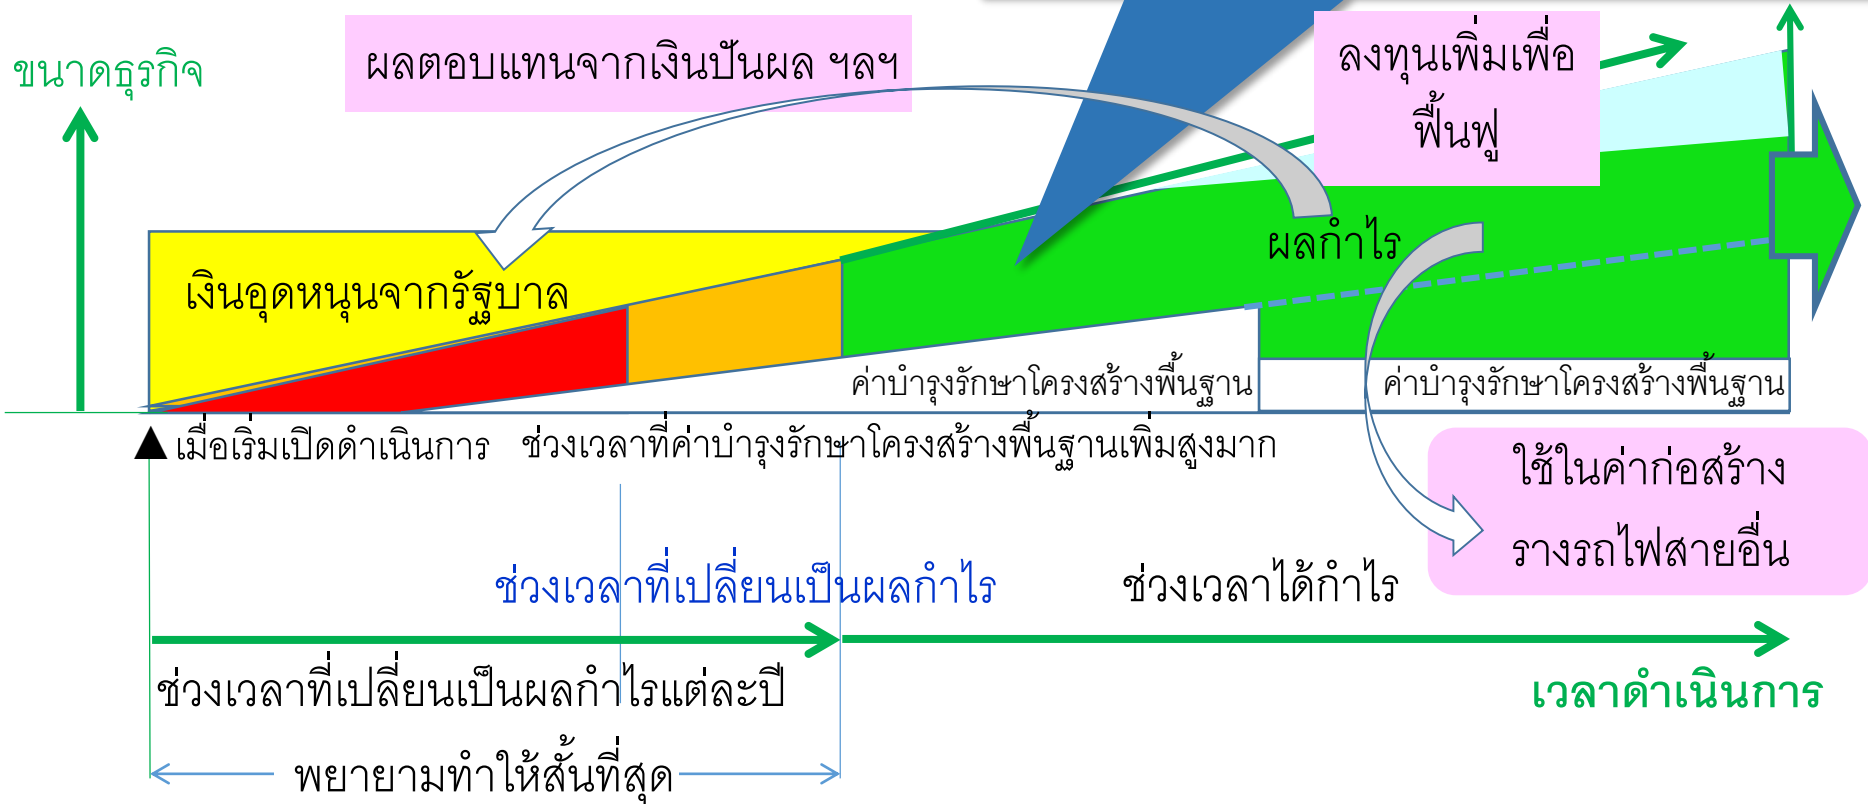 ขนาดธุรกิจ
ผลตอบแทนจากเงินปันผล ฯลฯ
ลงทุนเพิ่มเพื่อ
ฟื้นฟู
เงินอุดหนุนจากรัฐบาล
ผลกำไร
ค่าบำรุงรักษาโครงสร้างพื้นฐาน
ค่าบำรุงรักษาโครงสร้างพื้นฐาน
▲ เมื่อเริ่มเปิดดำเนินการ
ช่วงเวลาที่ค่าบำรุงรักษาโครงสร้างพื้นฐานเพิ่มสูงมาก
ใช้ในค่าก่อสร้าง
รางรถไฟสายอื่น
ช่วงเวลาที่เปลี่ยนเป็นผลกำไร
ช่วงเวลาได้กำไร
ช่วงเวลาที่เปลี่ยนเป็นผลกำไรแต่ละปี
เวลาดำเนินการ
พยายามทำให้สั้นที่สุด